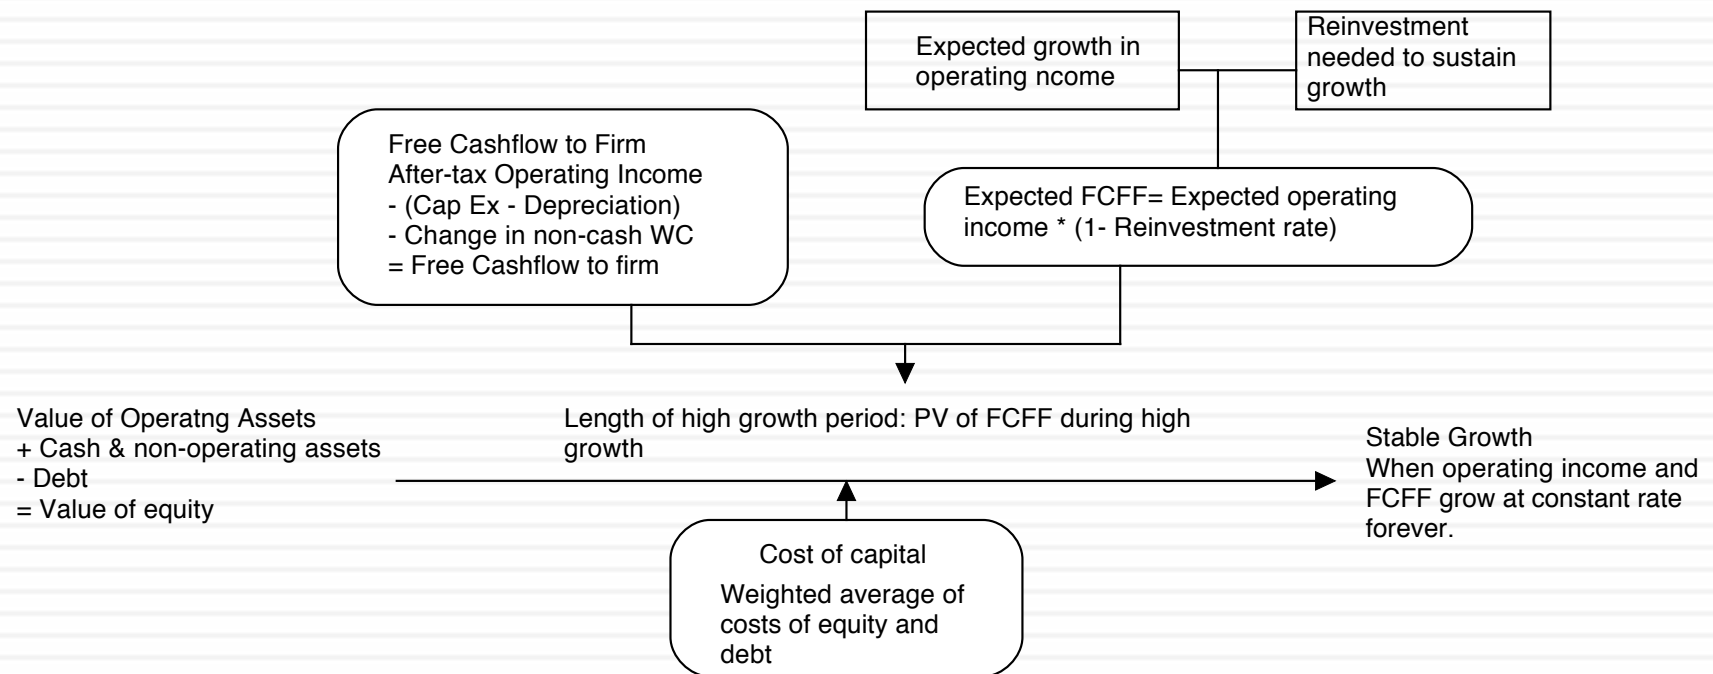 Expected growth in
operating ncome
Reinvestment
needed to sustain
growth
Free Cashflow to Firm
After-tax Operating Income
- (Cap Ex - Depreciation)
- Change in non-cash WC
= Free Cashflow to firm
Expected FCFF= Expected operating
income * (1- Reinvestment rate)
Value of Operatng Assets
+ Cash & non-operating assets
- Debt
= Value of equity
Length of high growth period: PV of FCFF during high
growth
Stable Growth
When operating income and
FCFF grow at constant rate
forever.
Cost of capital
Weighted average of
costs of equity and
debt